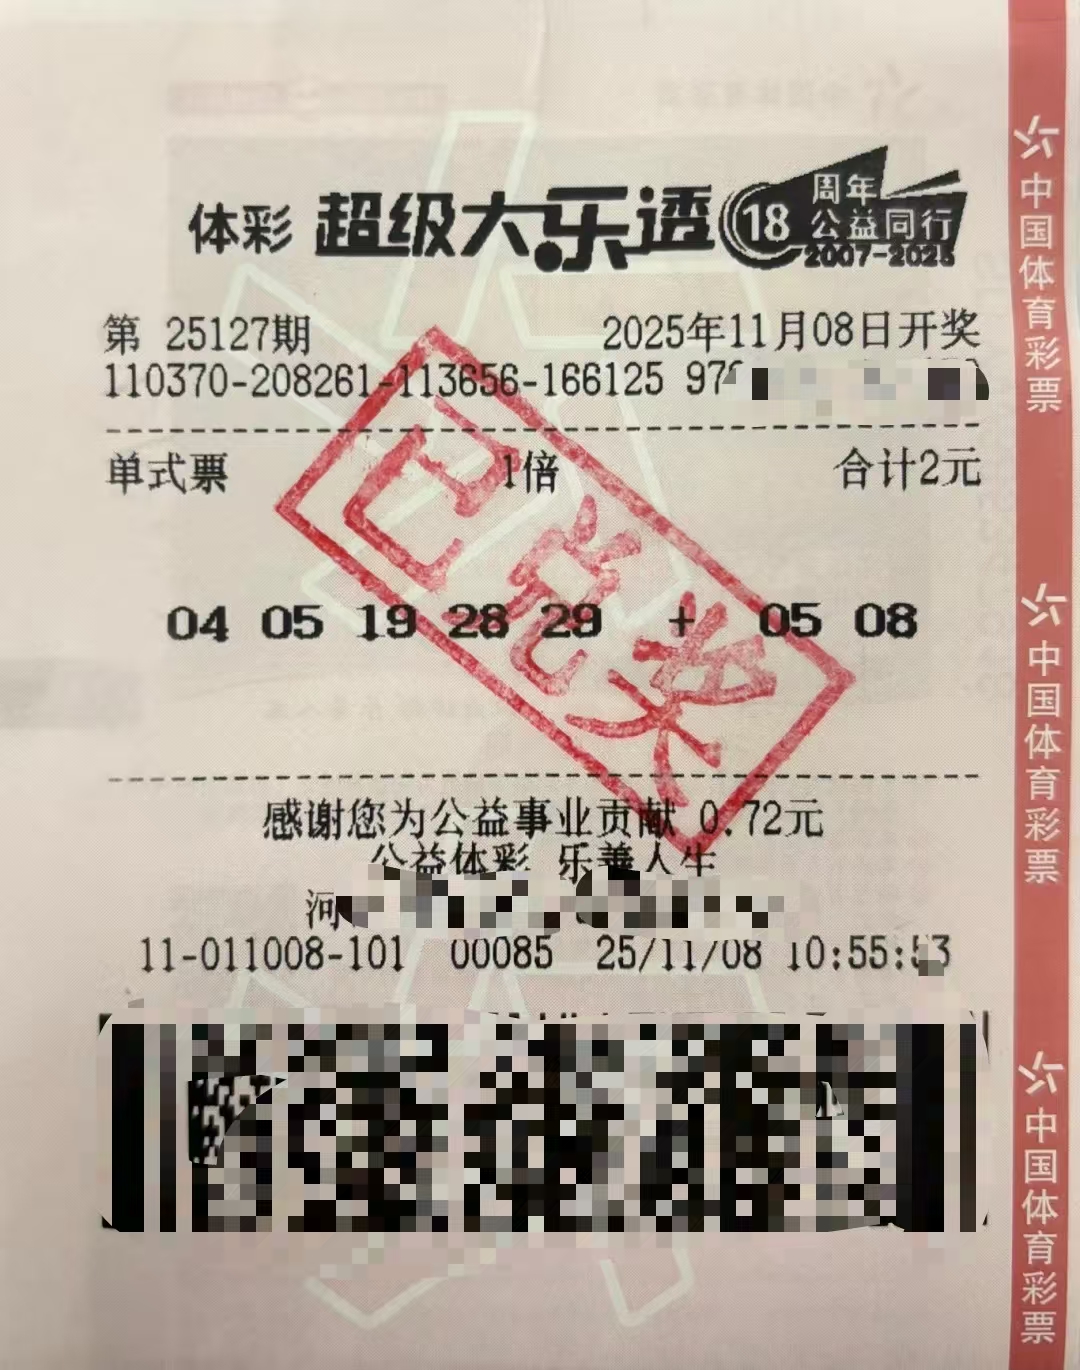 体彩 超级大乐透 18 周年
公益同行
2007-2025
第 25127期 2025年11月08日开奖
110370-208261-113656-166125
单式票 1倍 合计2元
已兑奖
04 05 19 28 29 + 05 08
感谢您为公益事业贡献 0.72元
公益体彩 乐善人生
河
11-011008-101 00085 25/11/08 10:55:53
中国体育彩票
中国体育彩票
中国体育彩票